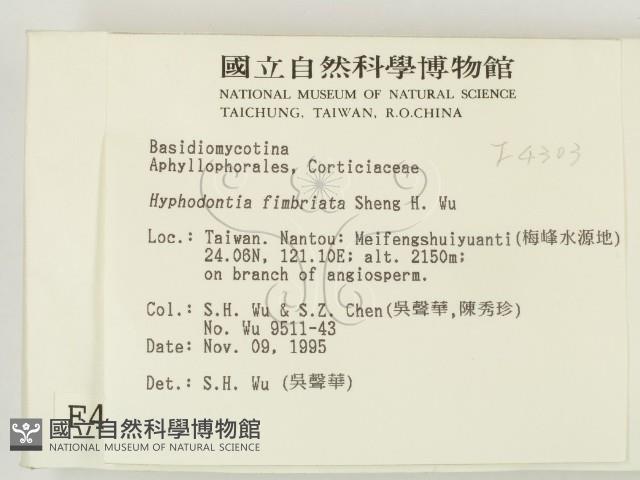 國立自然科學博物館
NATIONAL MUSEUM OF NATURAL SCIENCE
TAICHUNG, TAIWAN, R.O.CHINA
Basidiomycotina
Aphyllophorales, Corticiaceae
F4303
Hyphodontia fimbriata Sheng H. Wu
Loc.: Taiwan. Nantou: Meifengshuiyuanti(梅峰水源地)
24.06N, 121.10E; alt. 2150m;
on branch of angiosperm.
Col.: S.H. Wu & S.Z. Chen(吳聲華,陳秀珍)
No. Wu 9511-43
Date: Nov. 09, 1995
Det.: S.H. Wu (吳聲華)
F4
國立自然科學博物館
NATIONAL MUSEUM OF NATURAL SCIENCE